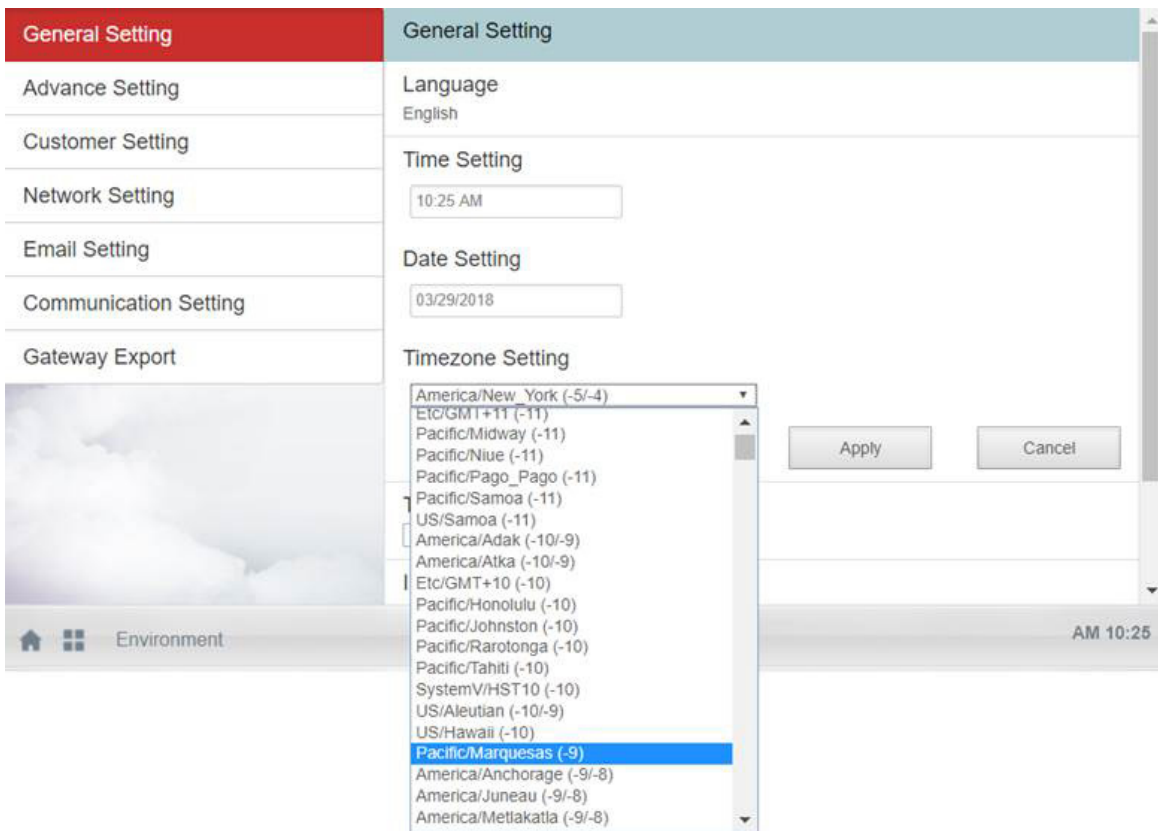 General Setting
Advance Setting
Customer Setting
Network Setting
Email Setting
Communication Setting
Gateway Export
General Setting
Language
English
Time Setting
10:25 AM
Date Setting
03/29/2018
Timezone Setting
America/New_York (-5/-4)
Etc/GMT+11 (-11)
Pacific/Midway (-11)
Pacific/Niue (-11)
Pacific/Pago_Pago (-11)
Pacific/Samoa (-11)
US/Samoa (-11)
America/Adak (-10/-9)
America/Atka (-10/-9)
Etc/GMT+10 (-10)
Pacific/Honolulu (-10)
Pacific/Johnston (-10)
Pacific/Rarotonga (-10)
Pacific/Tahiti (-10)
SystemV/HST10 (-10)
US/Aleutian (-10/-9)
US/Hawaii (-10)
Pacific/Marquesas (-9)
America/Anchorage (-9/-8)
America/Juneau (-9/-8)
America/Metlakatla (-9/-8)
Apply
Cancel
Environment
AM 10:25